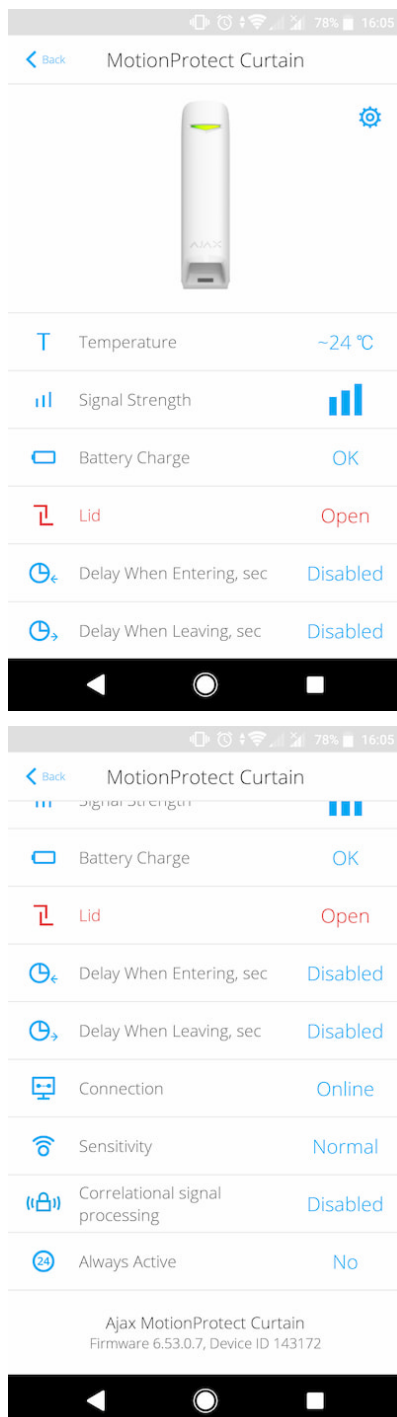 78% 16:05
Back MotionProtect Curtain
AJAX
T Temperature ~24 °C
Signal Strength
Battery Charge OK
Lid Open
Delay When Entering, sec Disabled
Delay When Leaving, sec Disabled
78% 16:05
Back MotionProtect Curtain
Signal Strength
Battery Charge OK
Lid Open
Delay When Entering, sec Disabled
Delay When Leaving, sec Disabled
Connection Online
Sensitivity Normal
Correlational signal
processing Disabled
24 Always Active No
Ajax MotionProtect Curtain
Firmware 6.53.0.7, Device ID 143172